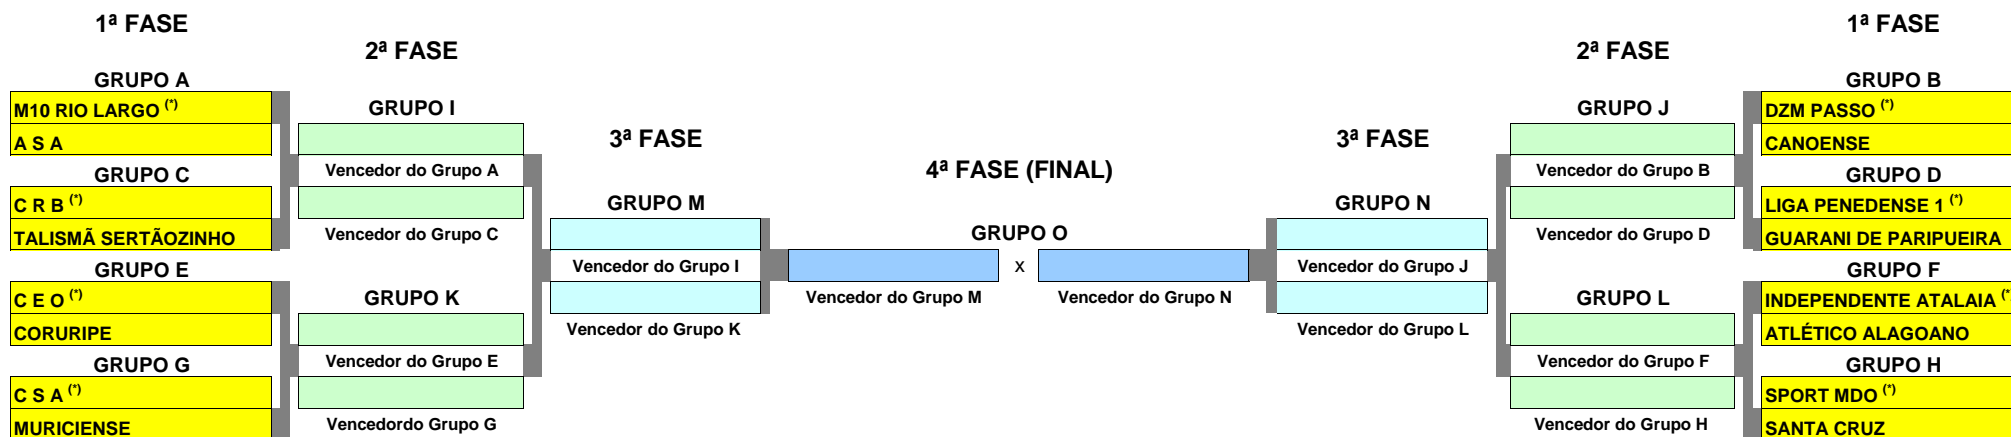 1ª FASE
2ª FASE
GRUPO A
M10 RIO LARGO (*)
A S A
GRUPO C
C R B (*)
TALISMÃ SERTÃOZINHO
GRUPO E
C E O (*)
CORURIPE
GRUPO G
C S A (*)
MURICIENSE
GRUPO I
Vencedor do Grupo A
Vencedor do Grupo C
GRUPO K
Vencedor do Grupo E
Vencedordo Grupo G
3ª FASE
GRUPO M
Vencedor do Grupo I
Vencedor do Grupo K
4ª FASE (FINAL)
GRUPO O
x
Vencedor do Grupo M
Vencedor do Grupo N
3ª FASE
GRUPO N
Vencedor do Grupo J
Vencedor do Grupo L
2ª FASE
GRUPO J
Vencedor do Grupo B
Vencedor do Grupo D
GRUPO L
Vencedor do Grupo F
Vencedor do Grupo H
1ª FASE
GRUPO B
DZM PASSO (*)
CANOENSE
GRUPO D
LIGA PENEDENSE 1 (*)
GUARANI DE PARIPUEIRA
GRUPO F
INDEPENDENTE ATALAIA (*
ATLÉTICO ALAGOANO
GRUPO H
SPORT MDO (*)
SANTA CRUZ